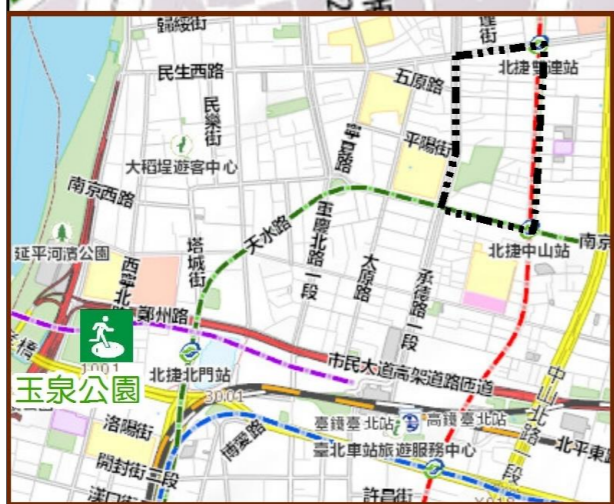 歸綏街
民生西路
五原路
北捷雙連站
民樂街
平陽街
大稻埕遊客中心
南京西路
天水路
重慶北路一段
太原路
承德路一段
北捷中山站
南京
延平河濱公園
塔城街
西寧北
鄭州路
市民大道高架道路匝道
玉泉公園
北捷北門站
中山北路一段
洛陽街
博愛路
臺鐵臺北站
高鐵臺北站
北平東
臺北車站旅遊服務中心
開封街二段
漢口街
許昌街